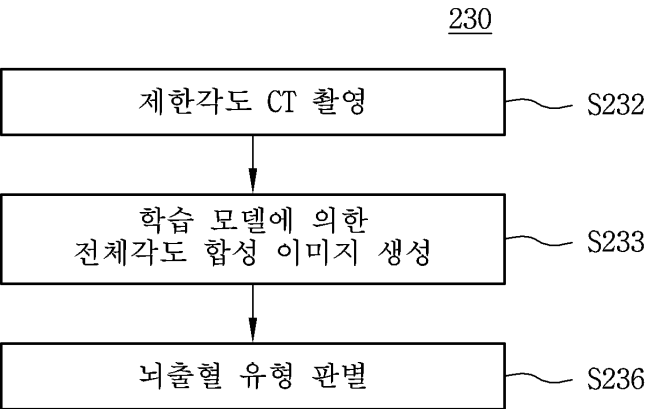 230
제한각도 CT 촬영
S232
학습 모델에 의한
전체각도 합성 이미지 생성
S233
뇌출혈 유형 판별
S236